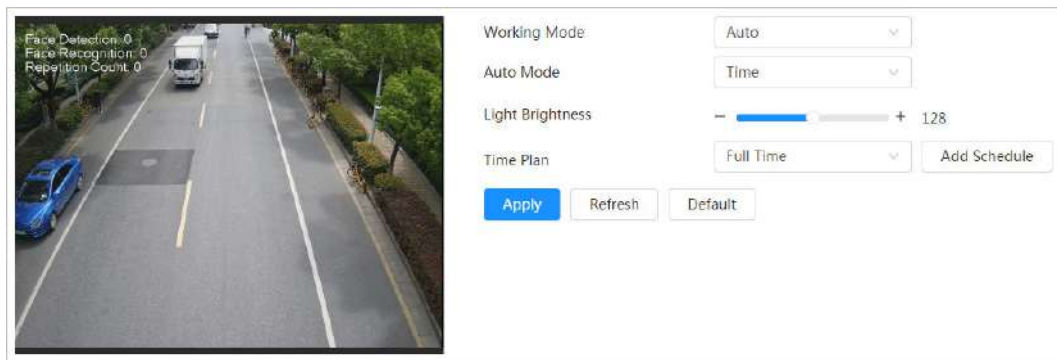 Face Detection: 0
Face Recognition: 0
Repetition Count: 0
Working Mode Auto
Auto Mode Time
Light Brightness − + 128
Time Plan Full Time Add Schedule
Apply Refresh Default